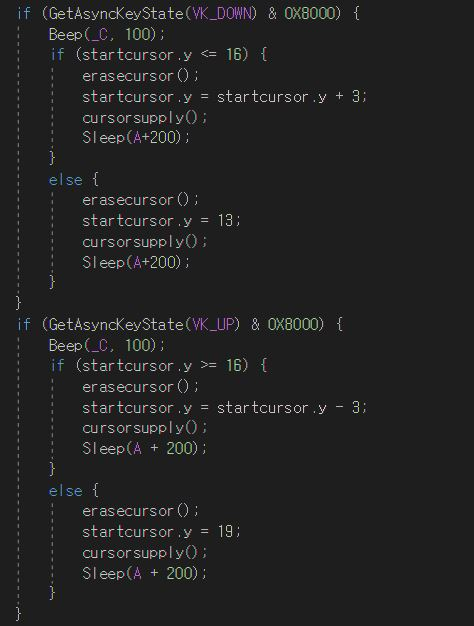 if (GetAsyncKeyState(VK_DOWN) & 0X8000) {
Beep(_C, 100);
if (startcursor.y <= 16) {
erasecursor();
startcursor.y = startcursor.y + 3;
cursorsupply();
Sleep(A+200);
}
else {
erasecursor();
startcursor.y = 13;
cursorsupply();
Sleep(A+200);
}
}
if (GetAsyncKeyState(VK_UP) & 0X8000) {
Beep(_C, 100);
if (startcursor.y >= 16) {
erasecursor();
startcursor.y = startcursor.y - 3;
cursorsupply();
Sleep(A + 200);
}
else {
erasecursor();
startcursor.y = 19;
cursorsupply();
Sleep(A + 200);
}
}